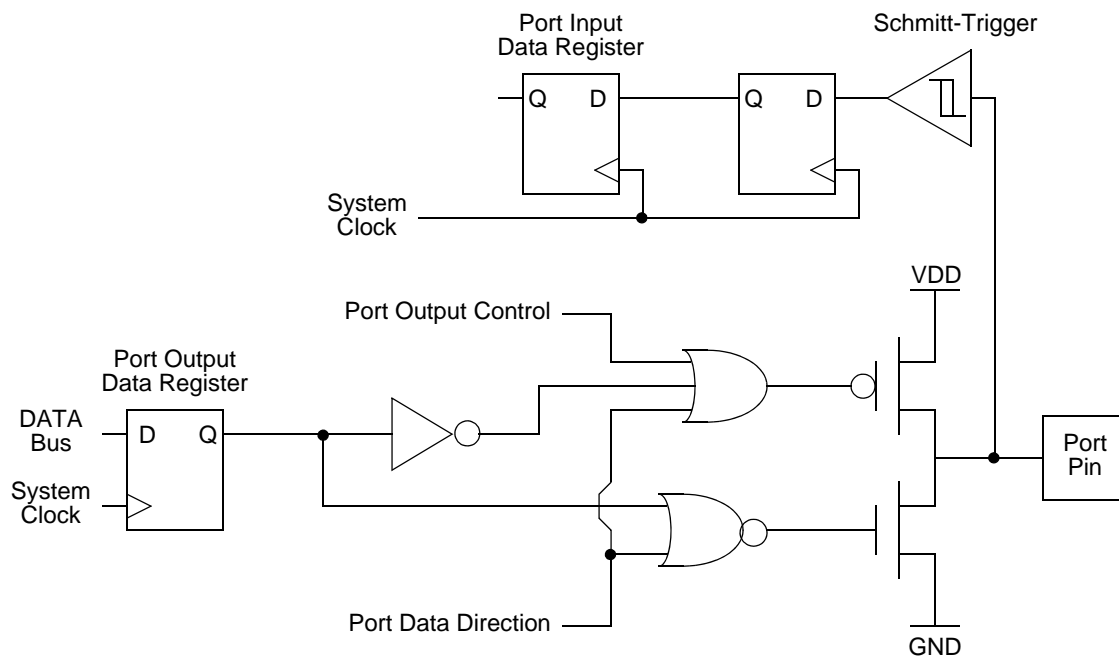 Port Input
Data Register
Schmitt-Trigger
Q
D
Q
D
System
Clock
VDD
Port Output Control
Port Output
Data Register
DATA
Bus
D
Q
Port
Pin
System
Clock
Port Data Direction
GND